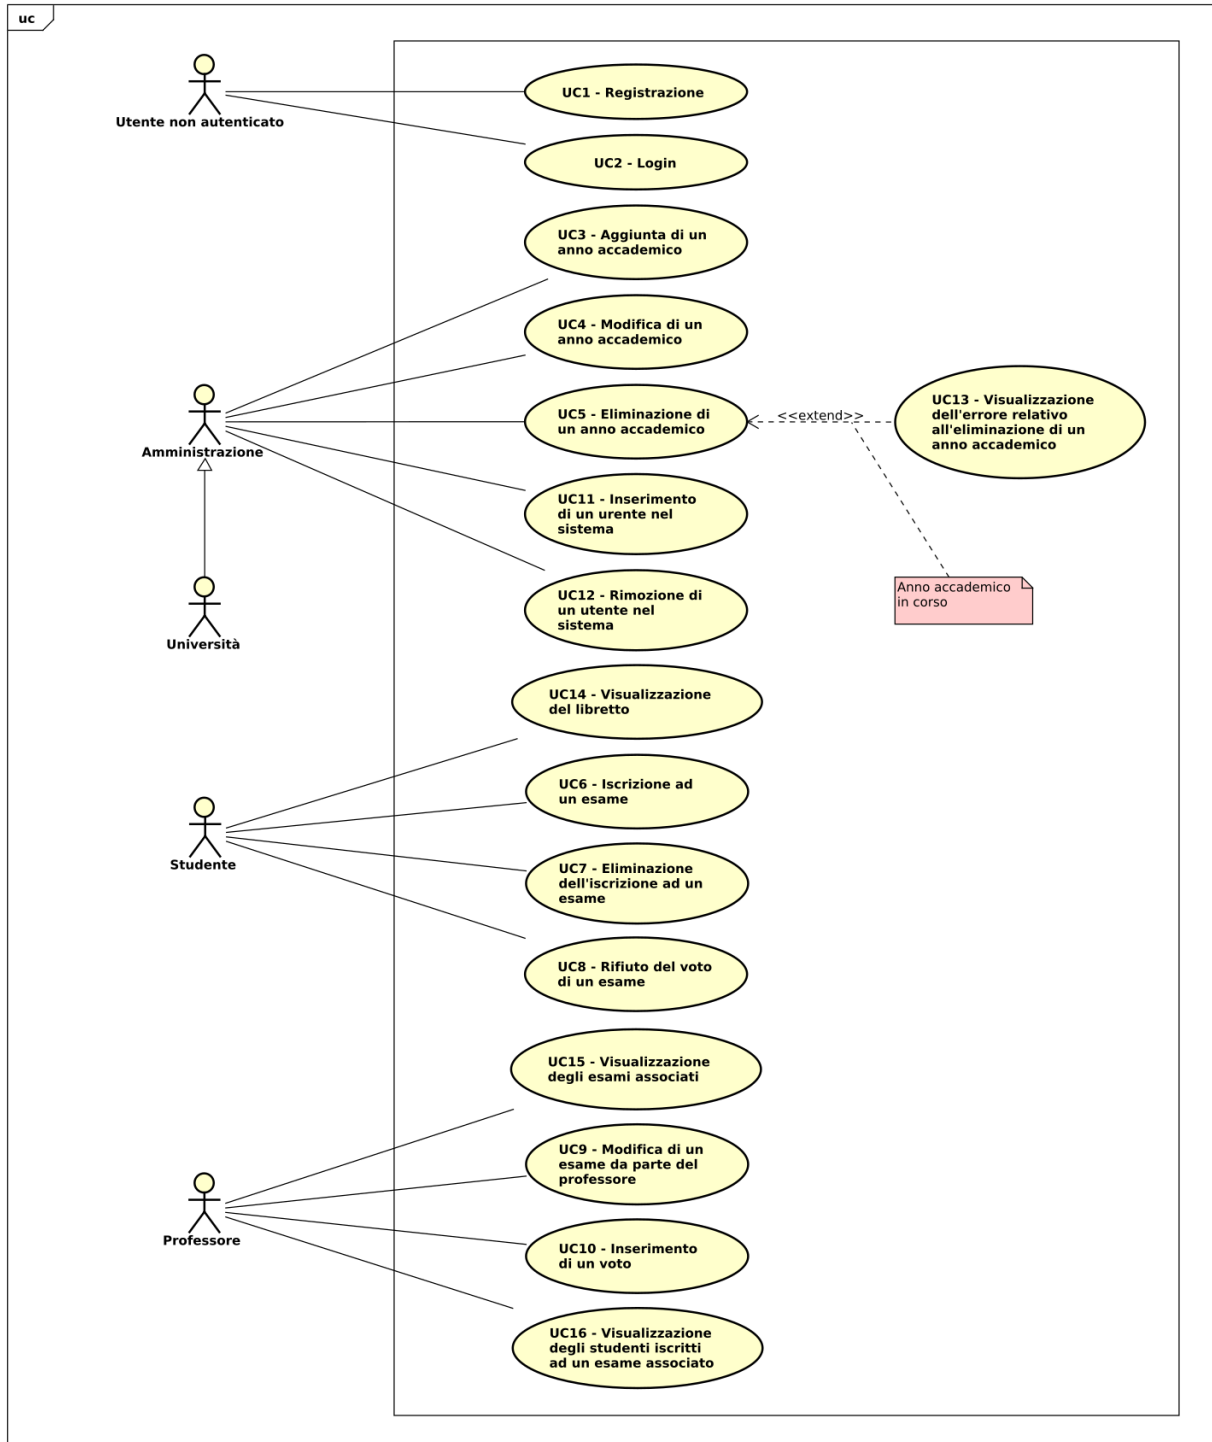 uc
Utente non autenticato
UC1 - Registrazione
UC2 - Login
UC3 - Aggiunta di un
anno accademico
UC4 - Modifica di un
anno accademico
Amministrazione
UC5 - Eliminazione di
un anno accademico
<<extend>>
UC13 - Visualizzazione
dell'errore relativo
all'eliminazione di un
anno accademico
UC11 - Inserimento
di un urente nel
sistema
Anno accademico
in corso
UC12 - Rimozione di
un utente nel
sistema
Università
UC14 - Visualizzazione
del libretto
UC6 - Iscrizione ad
un esame
Studente
UC7 - Eliminazione
dell'iscrizione ad un
esame
UC8 - Rifiuto del voto
di un esame
UC15 - Visualizzazione
degli esami associati
UC9 - Modifica di un
esame da parte del
professore
Professore
UC10 - Inserimento
di un voto
UC16 - Visualizzazione
degli studenti iscritti
ad un esame associato